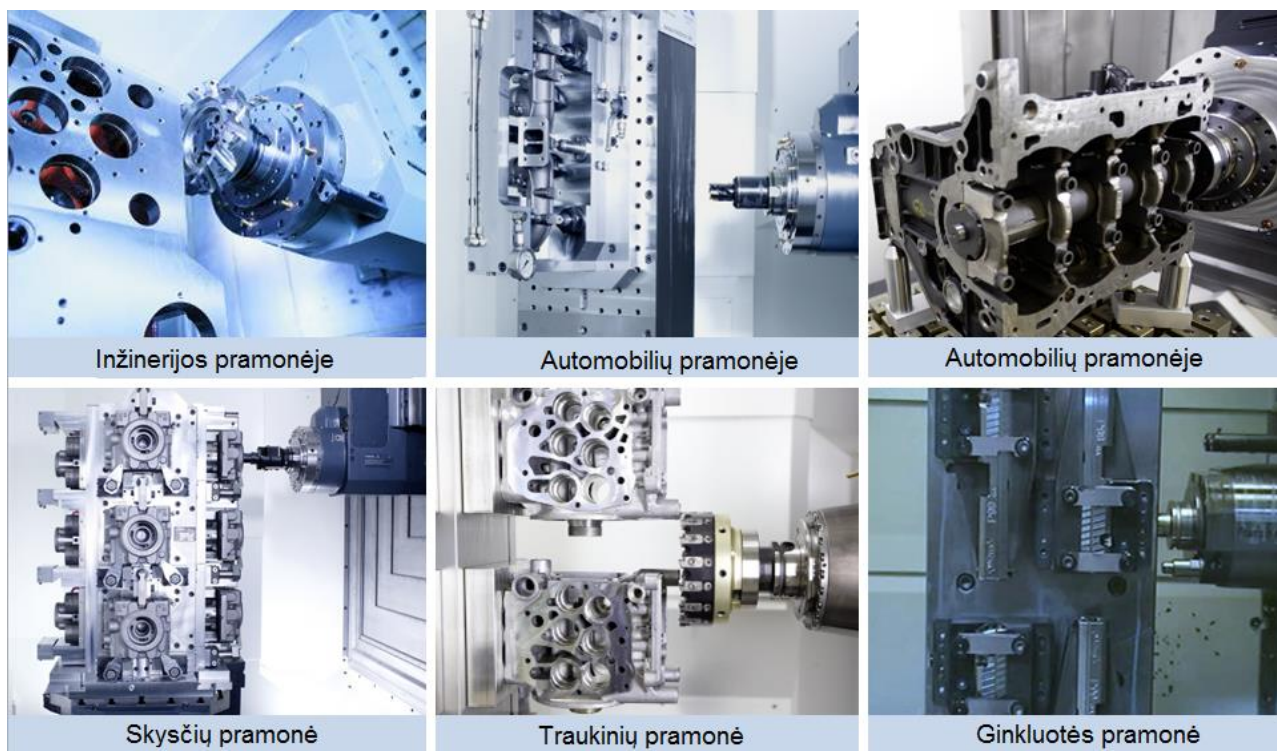 Inžinerijos pramonėje
Automobilių pramonėje
Automobilių pramonėje
Skysčių pramonė
Traukinių pramonė
Ginkluotės pramonė